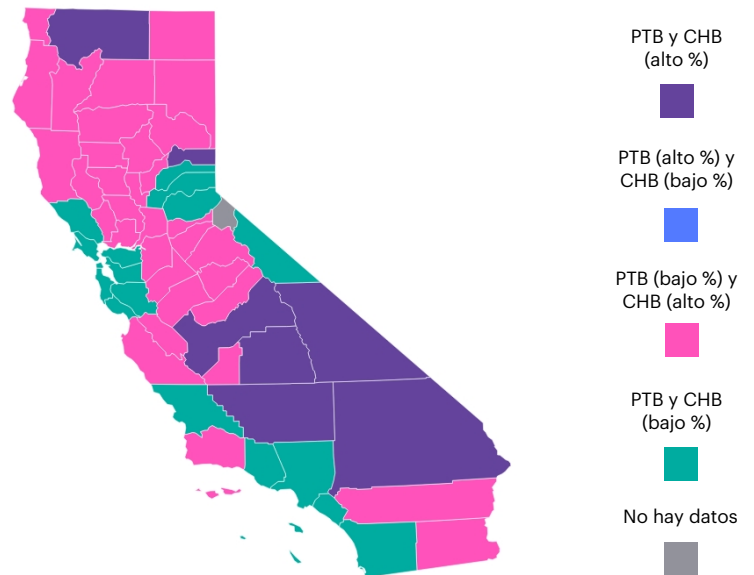 PTB y CHB
(alto %)
PTB (alto %) y
CHB (bajo %)
PTB (bajo %) y
CHB (alto %)
PTB y CHB
(bajo %)
No hay datos